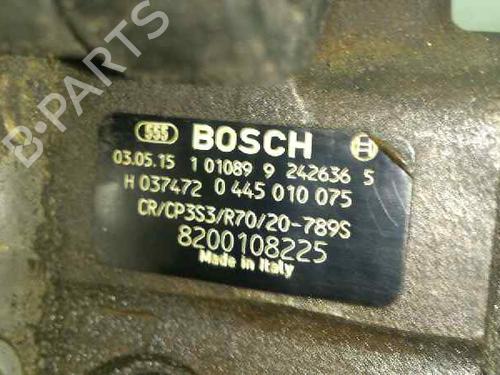 B-PARTS
555 BOSCH
03.05.15 1 01089 9 242636 5
H 037472 0 445 010 075
CR/CP3S3/R70/20-789S
8200108225
Made in Italy